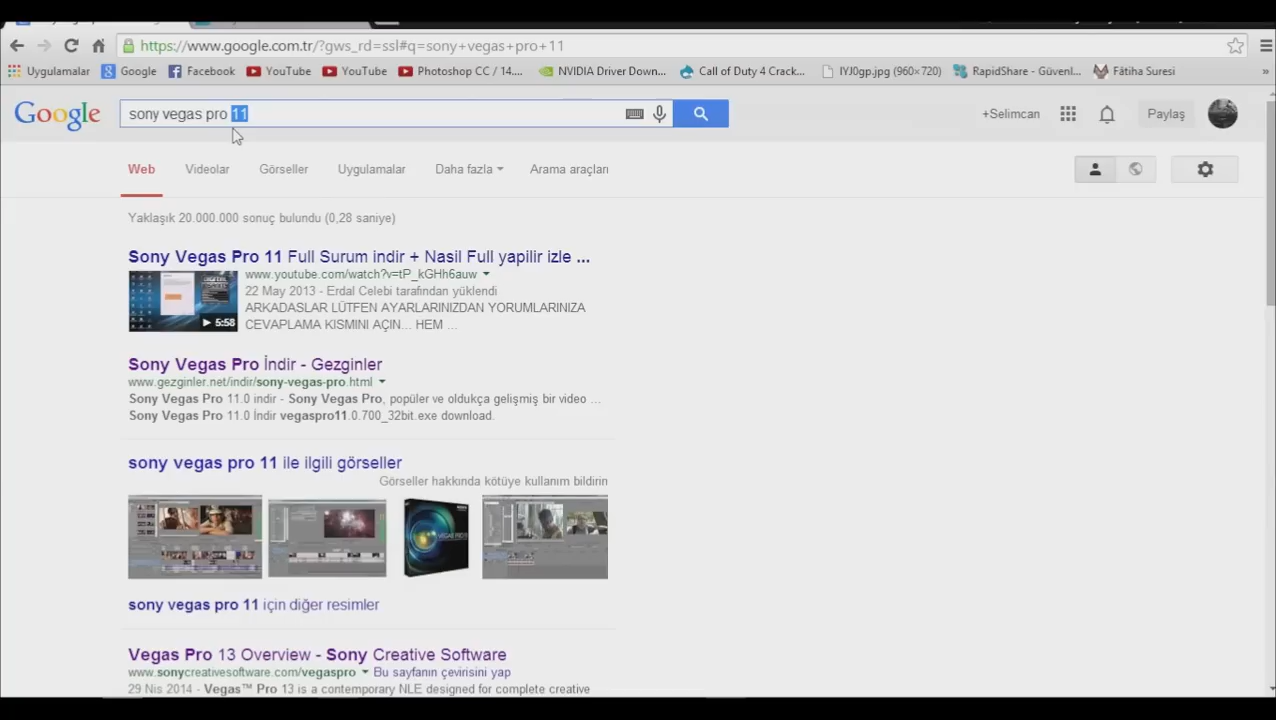 https://www.google.com.tr/?gws_rd=ssl#q=sony+vegas+pro+11
Uygulamalar Google Facebook YouTube YouTube Photoshop CC / 14.... NVIDIA Driver Down... Call of Duty 4 Crack... IYJ0gp.jpg (960×720) RapidShare - Güvenl... Fâtiha Suresi »
Google sony vegas pro 11 +Selimcan Paylaş
Web Videolar Görseller Uygulamalar Daha fazla Arama araçları
Yaklaşık 20.000.000 sonuç bulundu (0,28 saniye)
Sony Vegas Pro 11 Full Surum indir + Nasil Full yapilir izle ...
www.youtube.com/watch?v=tP_kGHh6auw
22 May 2013 - Erdal Celebi tarafından yüklendi
ARKADASLAR LÜTFEN AYARLARINIZDAN YORUMLARINIZA
CEVAPLAMA KISMINI AÇIN... HEM ...
5:58
Sony Vegas Pro İndir - Gezginler
www.gezginler.net/indir/sony-vegas-pro.html
Sony Vegas Pro 11.0 indir - Sony Vegas Pro, popüler ve oldukça gelişmiş bir video ...
Sony Vegas Pro 11.0 İndir vegaspro11.0.700_32bit.exe download.
sony vegas pro 11 ile ilgili görseller
Görseller hakkında kötüye kullanım bildirin
sony vegas pro 11 için diğer resimler
Vegas Pro 13 Overview - Sony Creative Software
www.sonycreativesoftware.com/vegaspro Bu sayfanın çevirisini yap
29 Nis 2014 - Vegas™ Pro 13 is a contemporary NLE designed for complete creative